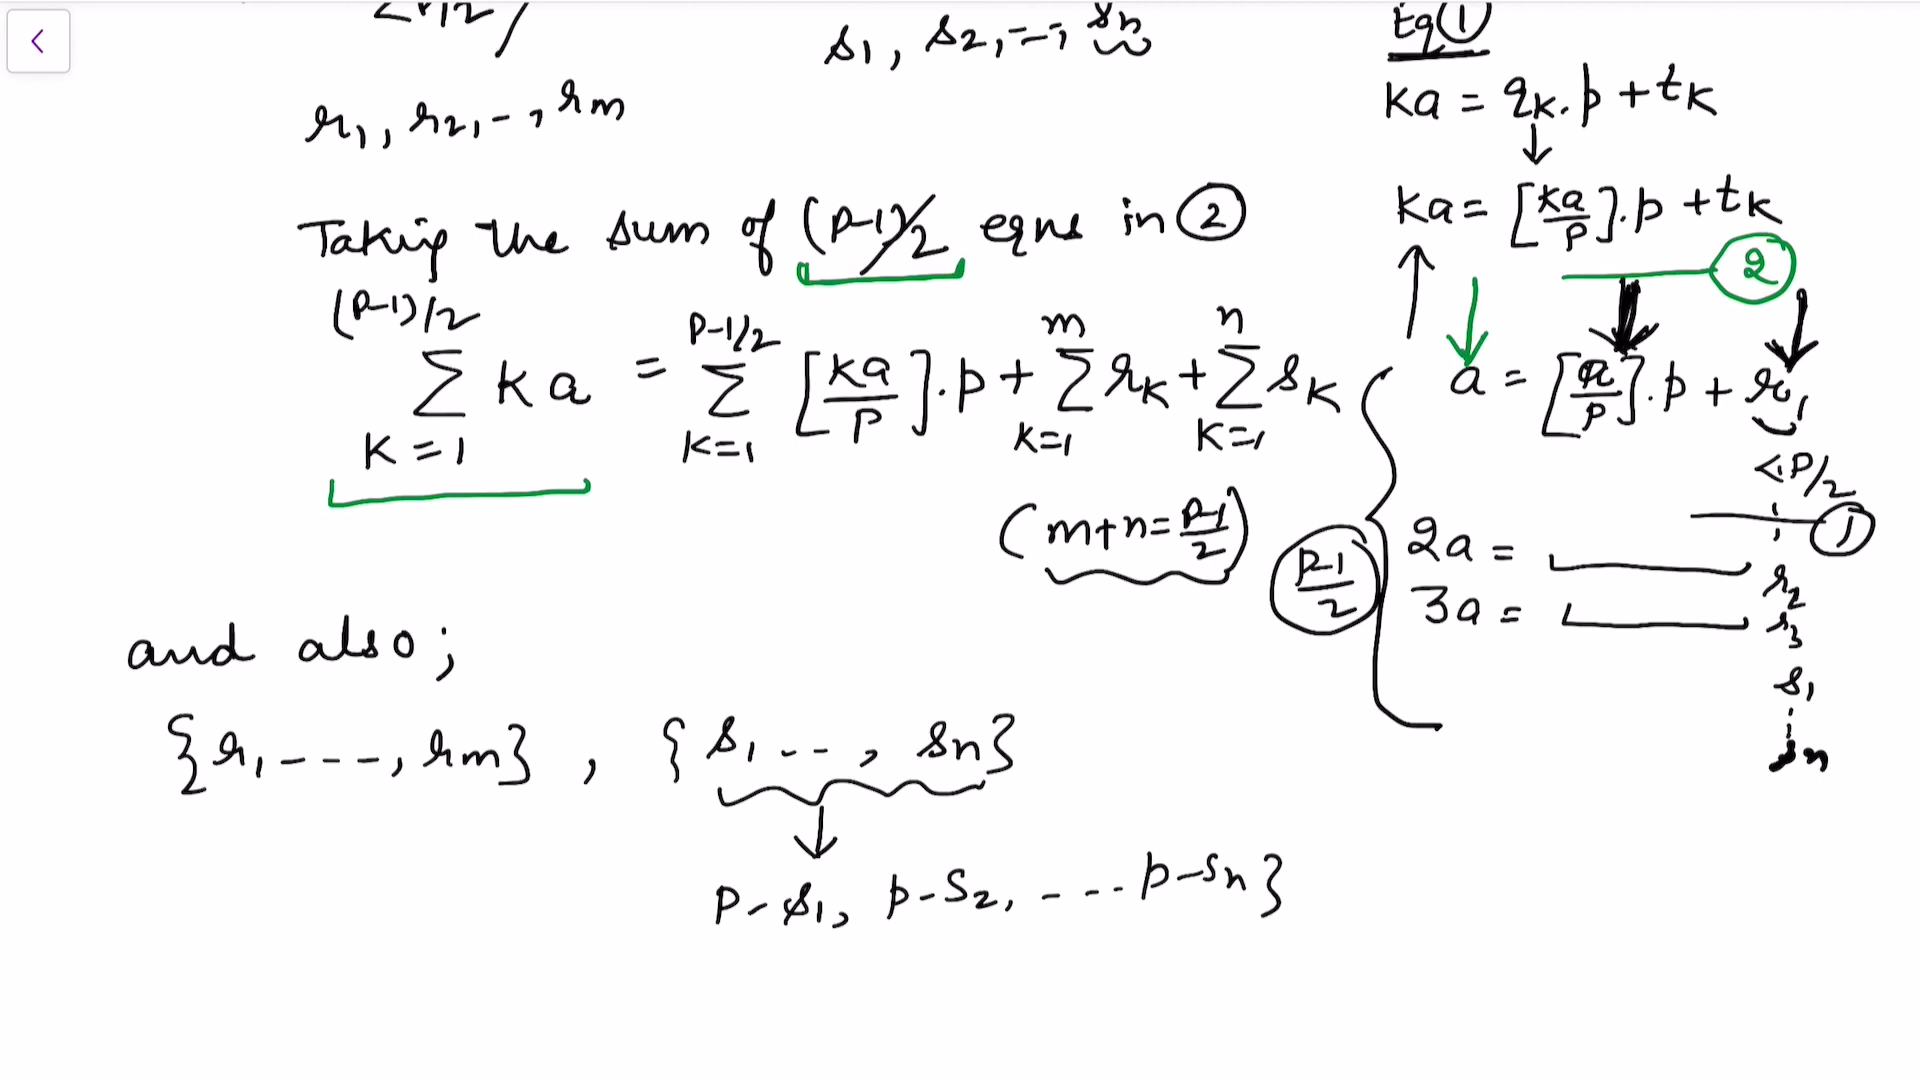 <p/2
s1, s2, --, sn
r1, r2, -, rm
Taking the sum of (p-1)/2 eqns in ②
(p-1)/2 Σ k=1 ka = p-1/2 Σ k=1 [ka/p].p + m Σ k=1 rk + n Σ k=1 sk
(m+n = p-1/2)
and also;
{r1, ---, rm}, {s1 --, sn}
↓
p-s1, p-s2, ---- p-sn}
Eq ①
ka = qk.p + tk
↓
ka = [ka/p].p + tk
②
a = [a/p].p + r1
<p/2
①
p-1/2
2a = r2
3a = r3
s1
sn